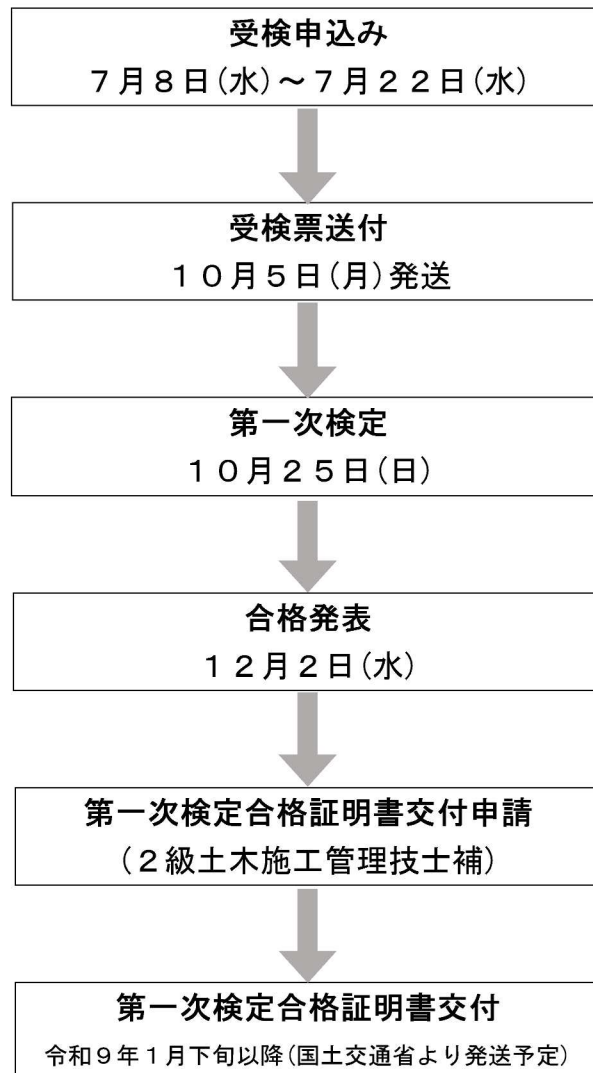 受検申込み
７月８日(水)～７月２２日(水)
受検票送付
１０月５日(月)発送
第一次検定
１０月２５日(日)
合格発表
１２月２日(水)
第一次検定合格証明書交付申請
(２級土木施工管理技士補)
第一次検定合格証明書交付
令和９年１月下旬以降(国土交通省より発送予定)